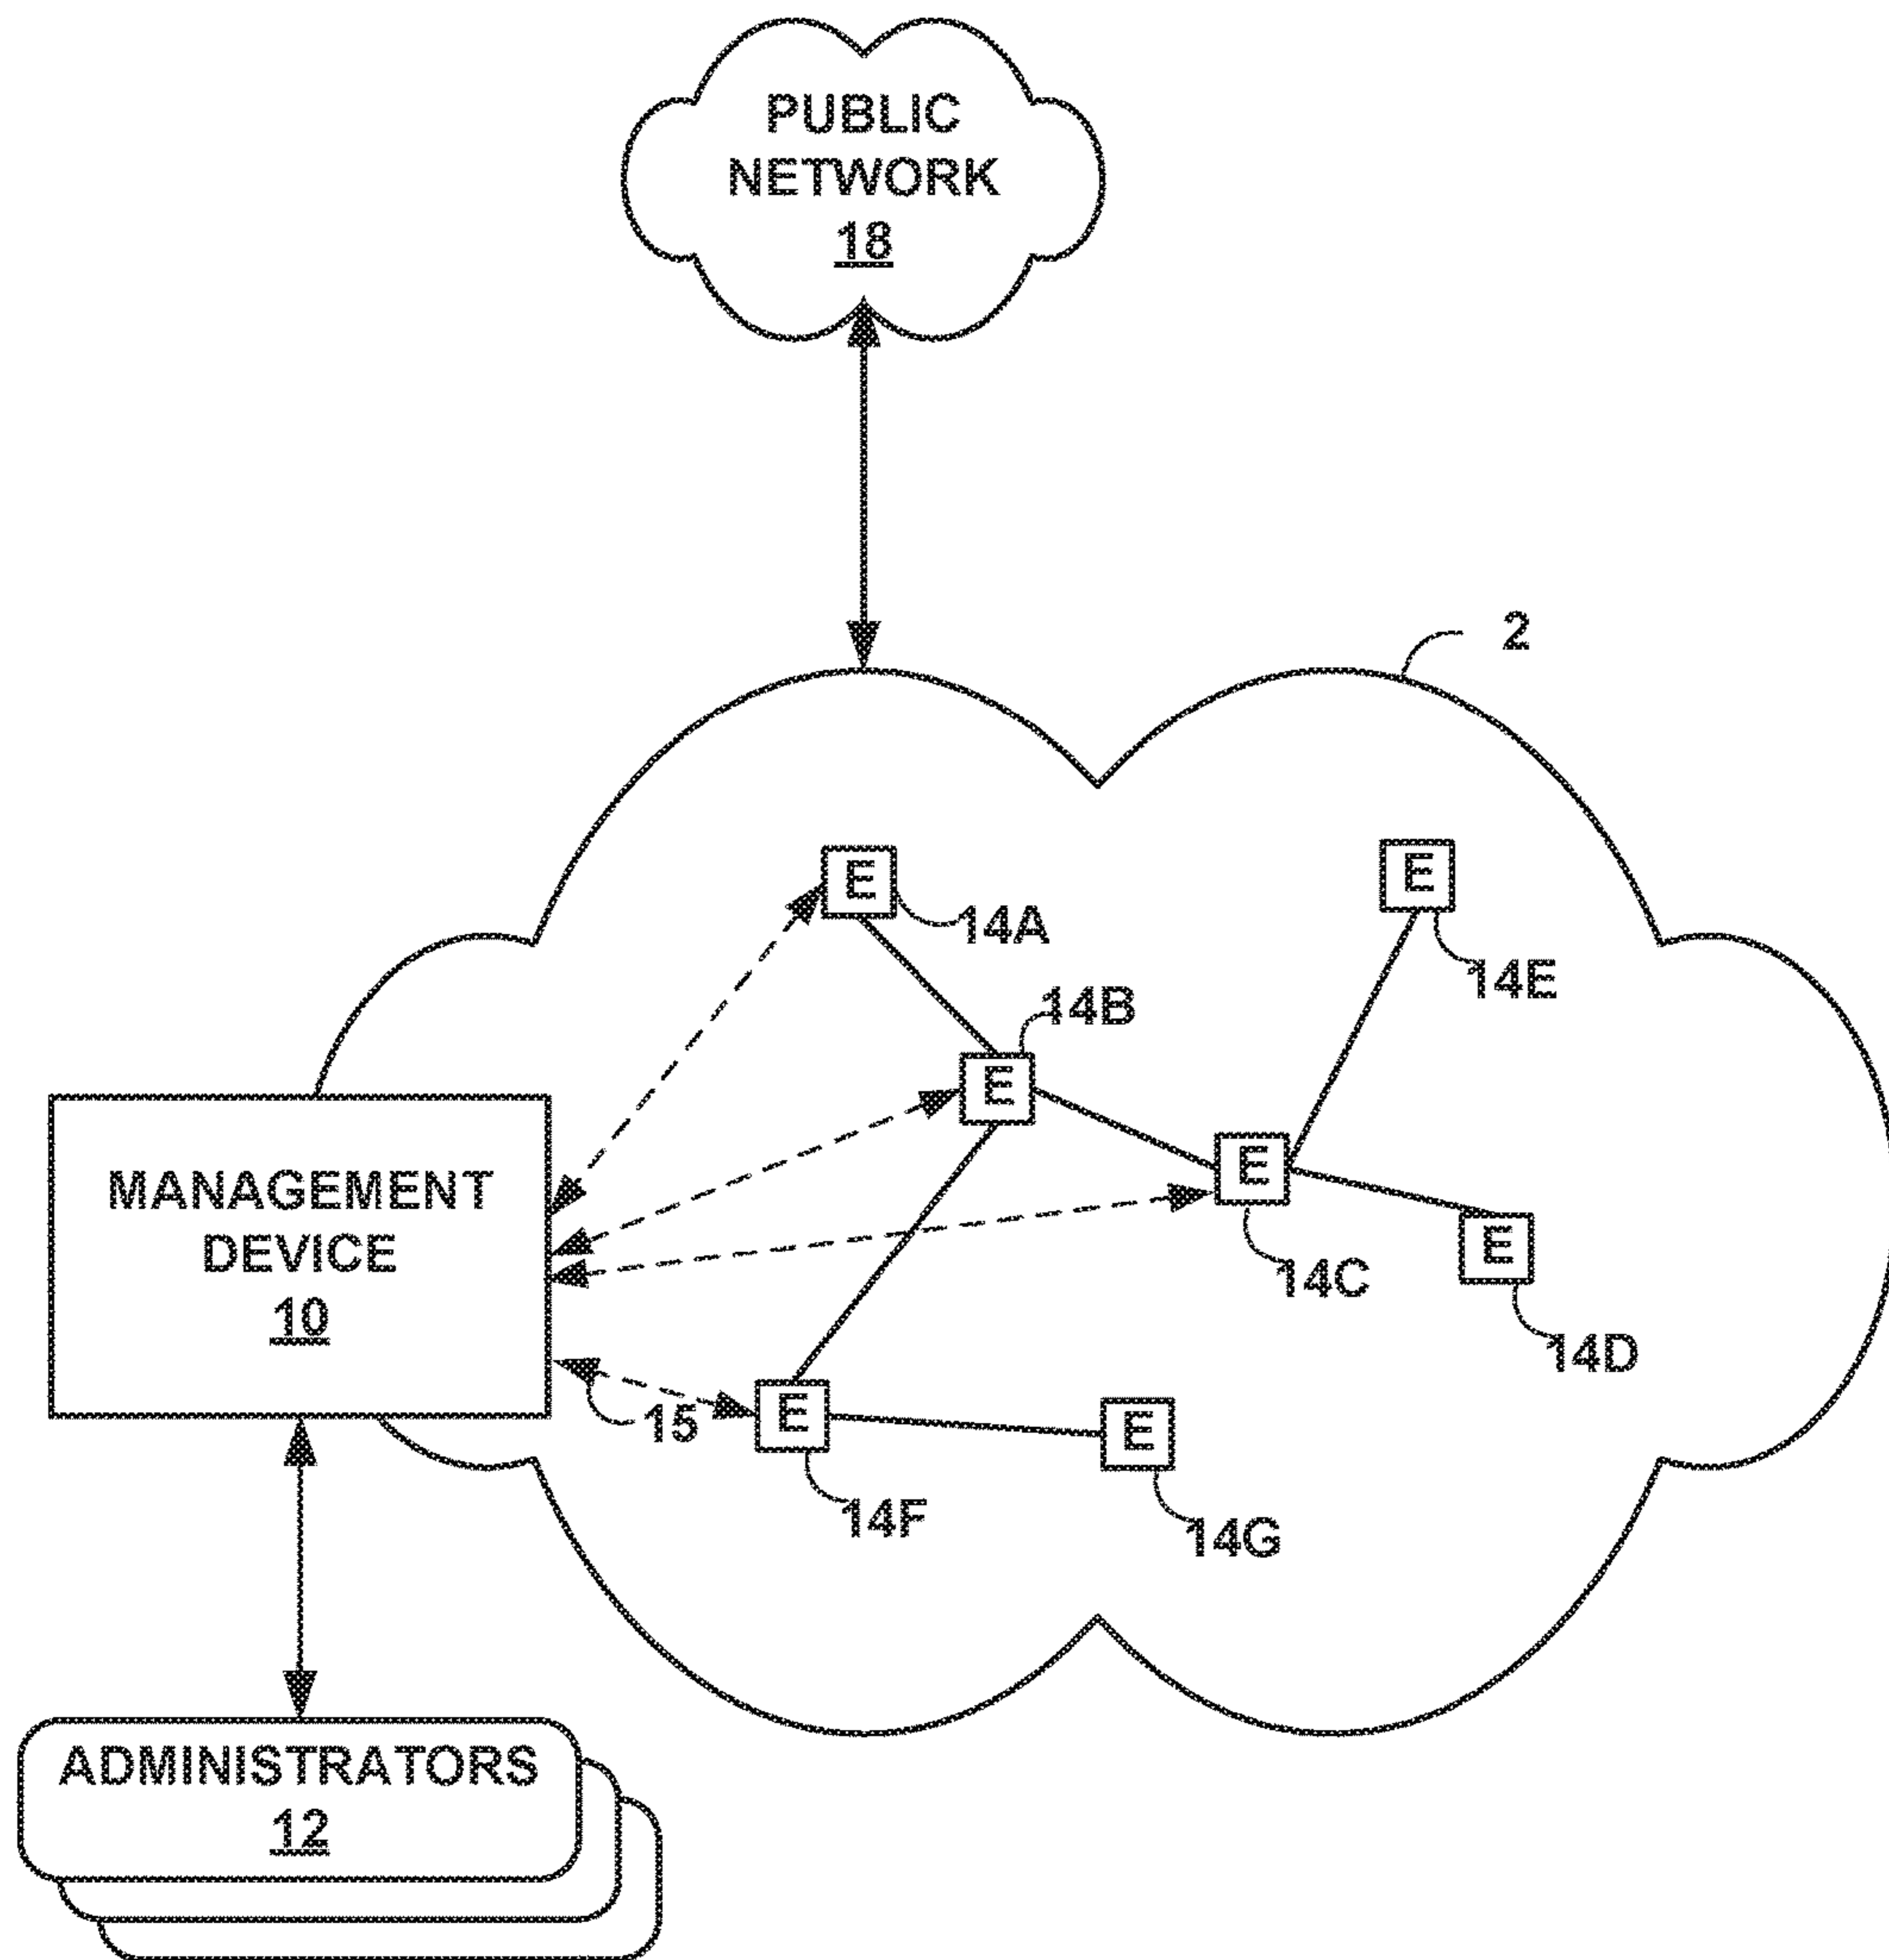 PUBLIC
NETWORK
18
2
E
14A
E
14E
14B
E
E
14C
E
14D
MANAGEMENT
DEVICE
10
15
E
14F
E
14G
ADMINISTRATORS
12